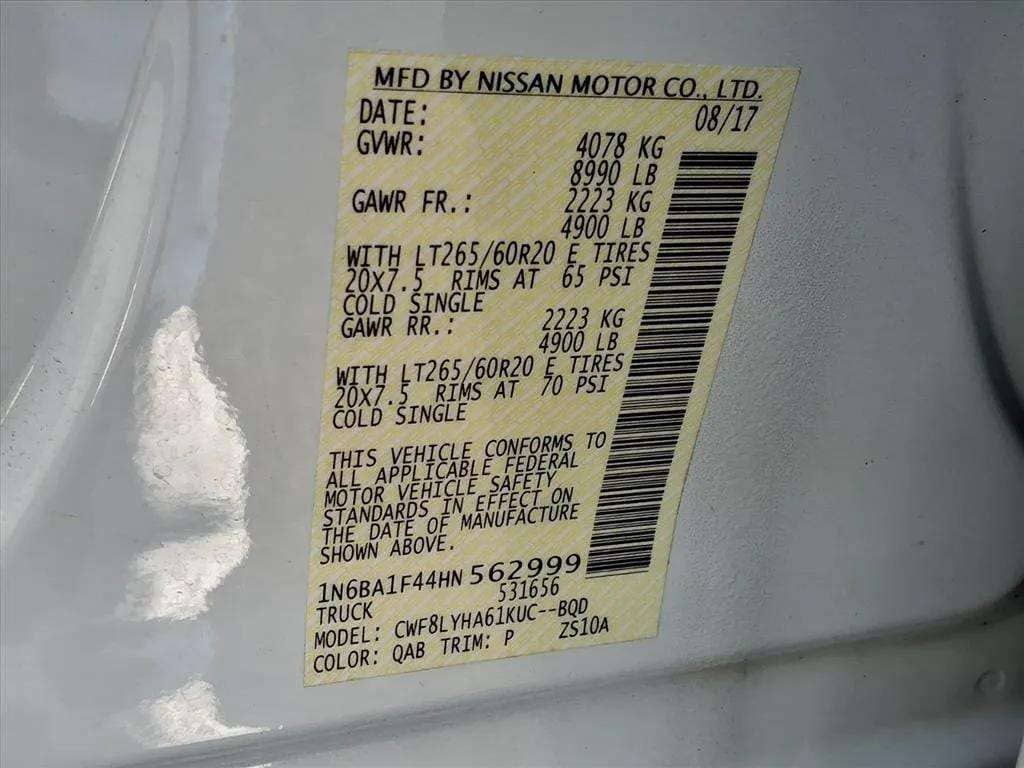 MFD BY NISSAN MOTOR CO., LTD.
DATE: 08/17
GVWR: 4078 KG
8990 LB
GAWR FR.: 2223 KG
4900 LB
WITH LT265/60R20 E TIRES
20X7.5 RIMS AT 65 PSI
COLD SINGLE
GAWR RR.: 2223 KG
4900 LB
WITH LT265/60R20 E TIRES
20X7.5 RIMS AT 70 PSI
COLD SINGLE
THIS VEHICLE CONFORMS TO
ALL APPLICABLE FEDERAL
MOTOR VEHICLE SAFETY
STANDARDS IN EFFECT ON
THE DATE OF MANUFACTURE
SHOWN ABOVE.
1N6BA1F44HN562999
TRUCK 531656
MODEL: CWF8LYHA61KUC--BQD
COLOR: QAB TRIM: P ZS10A